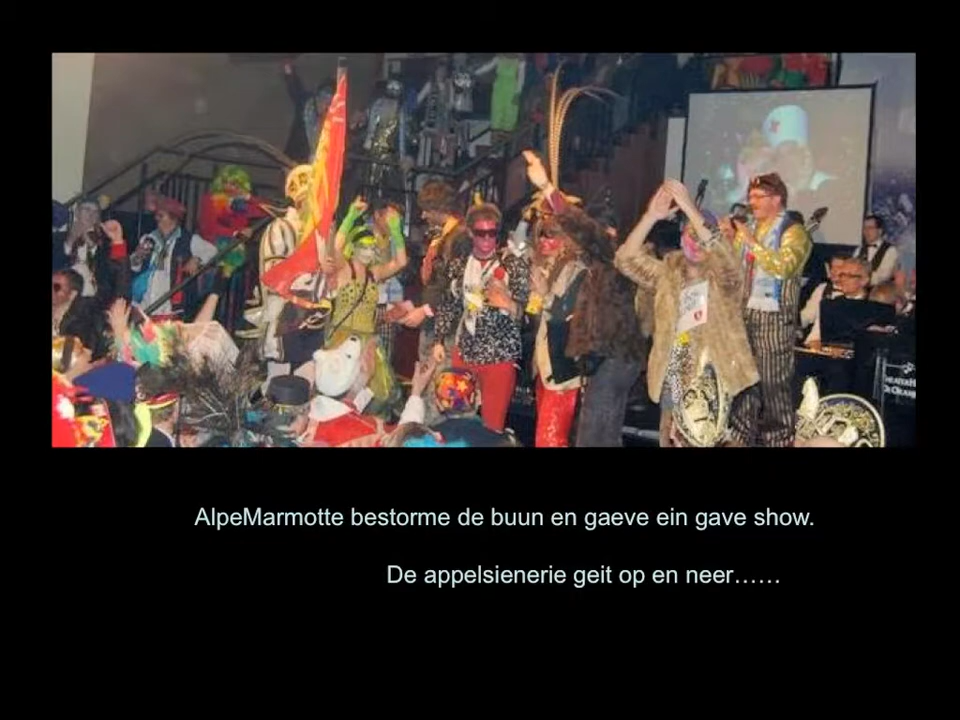 AlpeMarmotte bestorme de buun en gaeve ein gave show.
De appelsienerie geit op en neer……